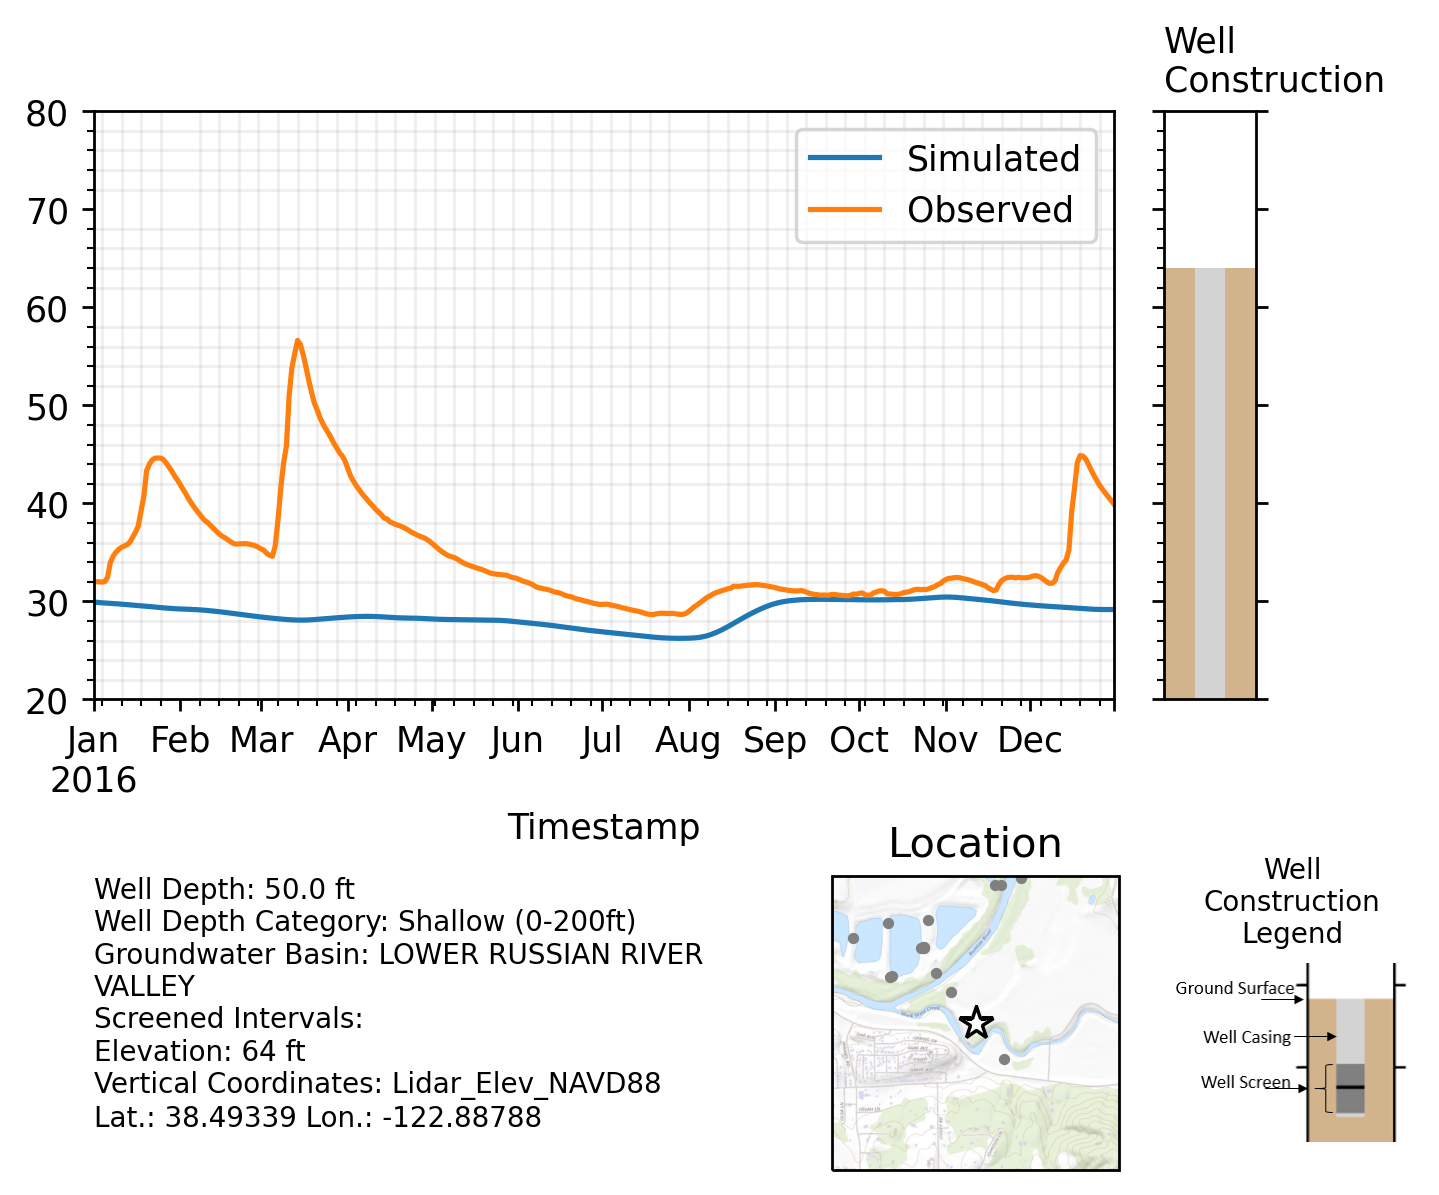 Well
Construction
80
70
60
50
40
30
20
Simulated
Observed
Jan Feb Mar Apr May Jun Jul Aug Sep Oct Nov Dec
2016
Timestamp
Well Depth: 50.0 ft
Well Depth Category: Shallow (0-200ft)
Groundwater Basin: LOWER RUSSIAN RIVER
VALLEY
Screened Intervals:
Elevation: 64 ft
Vertical Coordinates: Lidar_Elev_NAVD88
Lat.: 38.49339 Lon.: -122.88788
Location
Well
Construction
Legend
Ground Surface
Well Casing
Well Screen